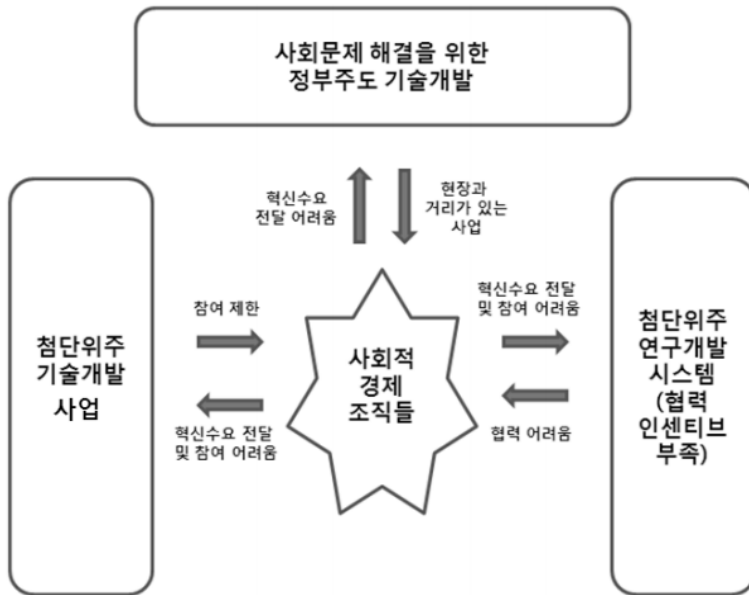 사회문제 해결을 위한
정부주도 기술개발
혁신수요
전달 어려움
현장과
거리가 있는
사업
첨단위주
기술개발
사업
참여 제한
혁신수요 전달
및 참여 어려움
사회적
경제
조직들
혁신수요 전달
및 참여 어려움
협력 어려움
첨단위주
연구개발
시스템
(협력
인센티브
부족)